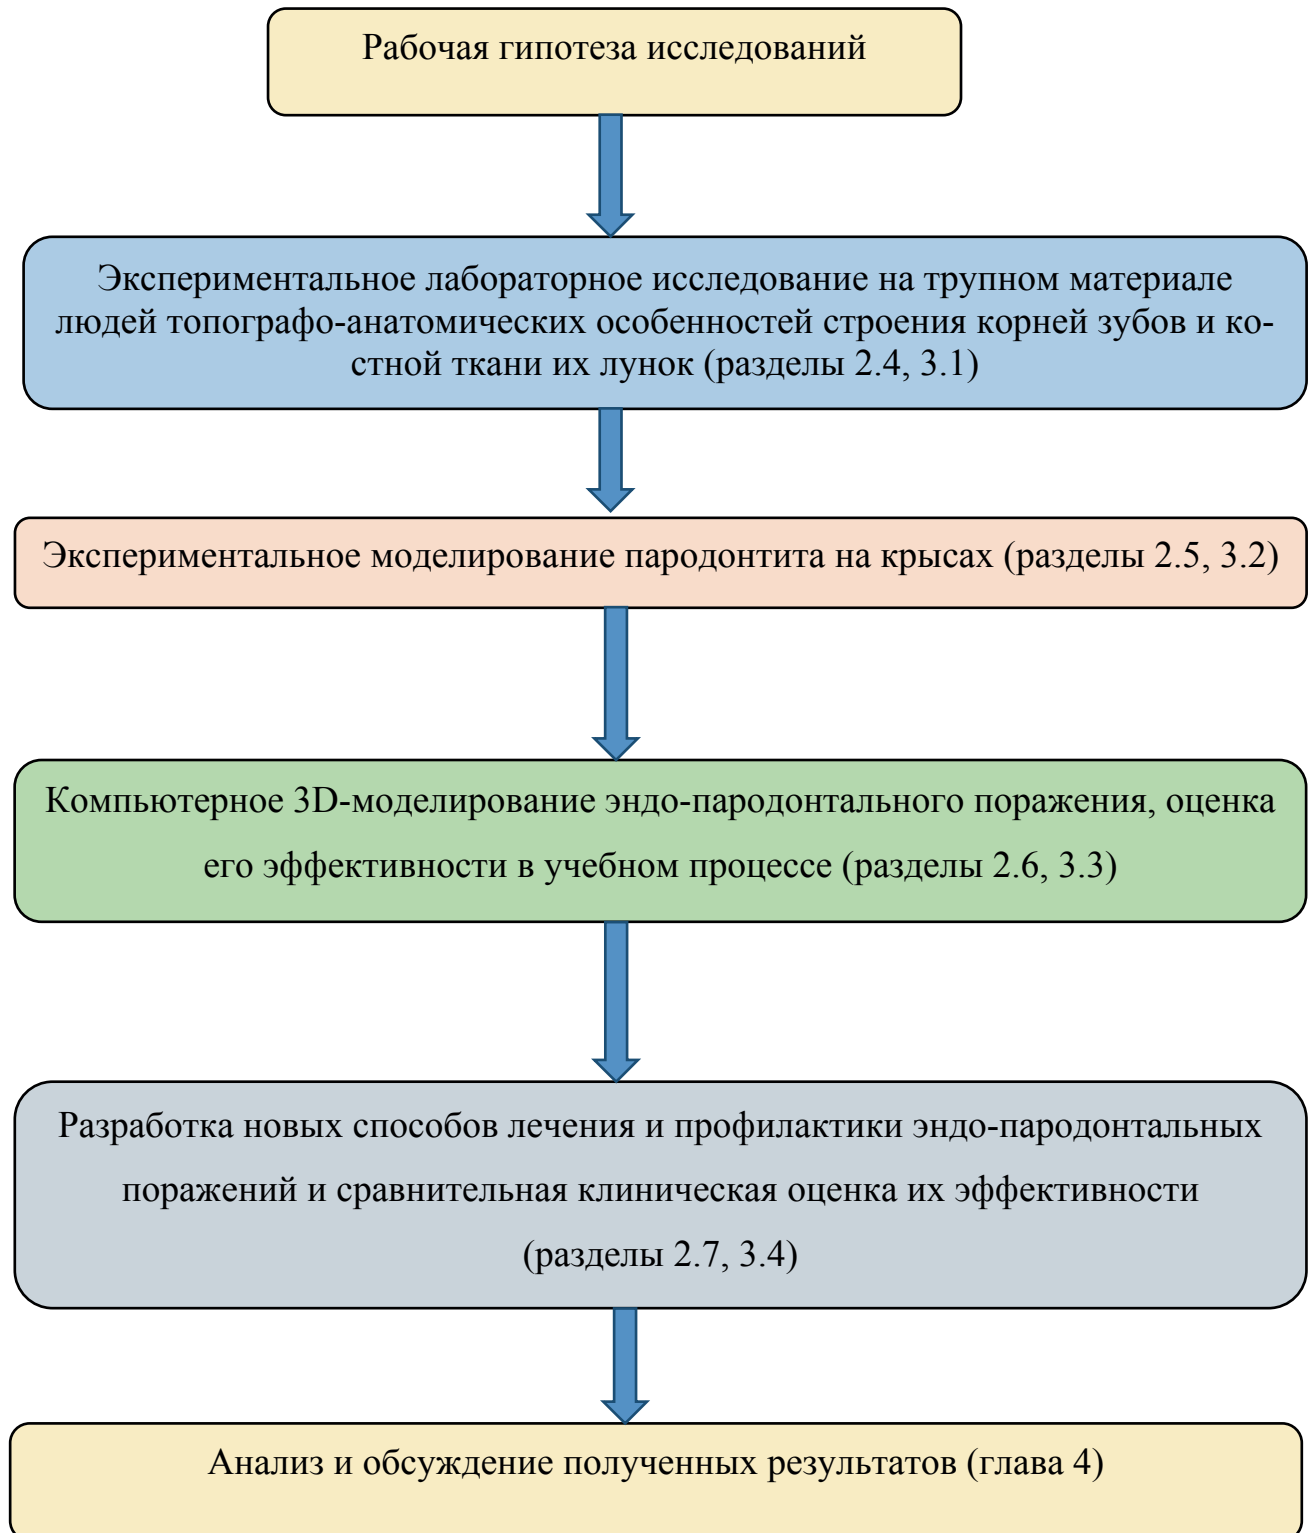 Рабочая гипотеза исследований
Экспериментальное лабораторное исследование на трупном материале
людей топографо-анатомических особенностей строения корней зубов и ко-
стной ткани их лунок (разделы 2.4, 3.1)
Экспериментальное моделирование пародонтита на крысах (разделы 2.5, 3.2)
Компьютерное 3D-моделирование эндо-пародонтального поражения, оценка
его эффективности в учебном процессе (разделы 2.6, 3.3)
Разработка новых способов лечения и профилактики эндо-пародонтальных
поражений и сравнительная клиническая оценка их эффективности
(разделы 2.7, 3.4)
Анализ и обсуждение полученных результатов (глава 4)